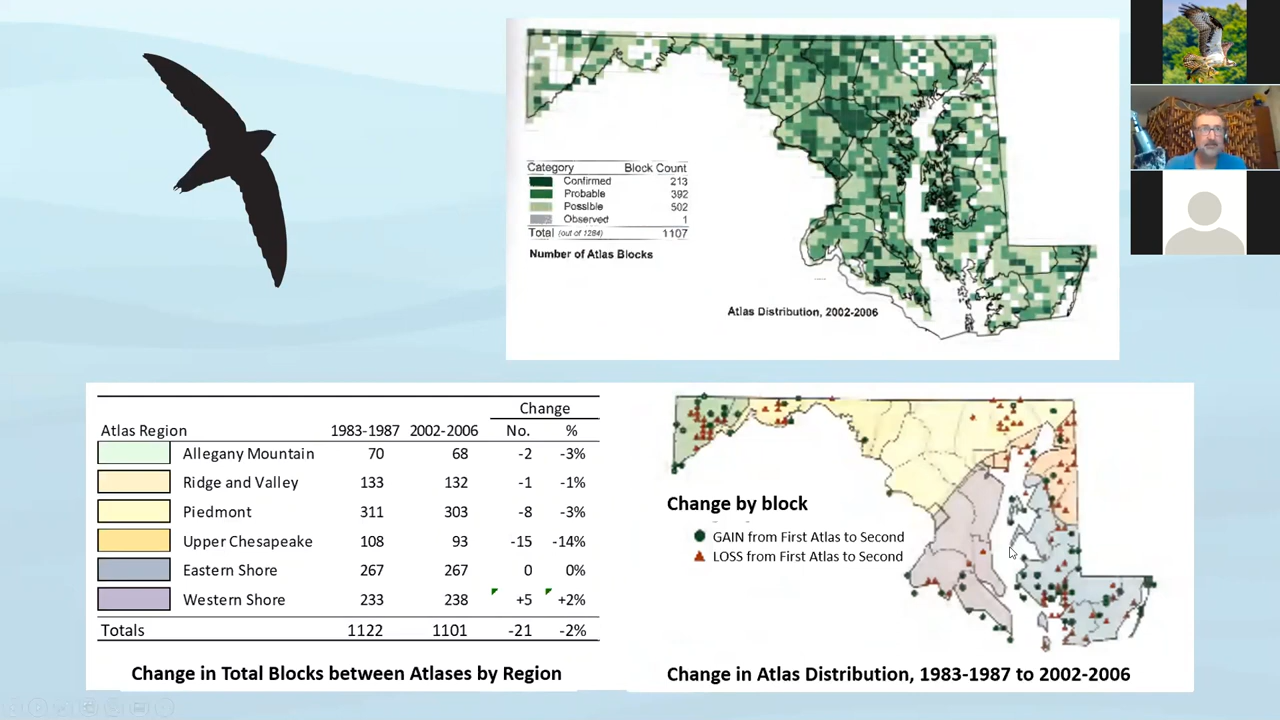 Category Block Count
Confirmed 213
Probable 392
Possible 502
Observed 1
Total (out of 1284) 1107
Number of Atlas Blocks
Atlas Distribution, 2002-2006
Change
Atlas Region 1983-1987 2002-2006 No. %
Allegany Mountain 70 68 -2 -3%
Ridge and Valley 133 132 -1 -1%
Piedmont 311 303 -8 -3%
Upper Chesapeake 108 93 -15 -14%
Eastern Shore 267 267 0 0%
Western Shore 233 238 +5 +2%
Totals 1122 1101 -21 -2%
Change in Total Blocks between Atlases by Region
Change by block
GAIN from First Atlas to Second
LOSS from First Atlas to Second
Change in Atlas Distribution, 1983-1987 to 2002-2006